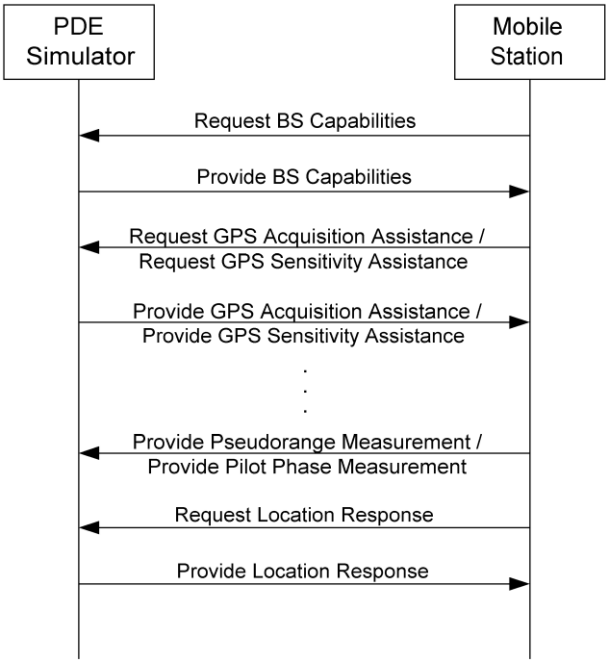 PDE
Simulator
Mobile
Station
Request BS Capabilities
Provide BS Capabilities
Request GPS Acquisition Assistance /
Request GPS Sensitivity Assistance
Provide GPS Acquisition Assistance /
Provide GPS Sensitivity Assistance
.
.
.
Provide Pseudorange Measurement /
Provide Pilot Phase Measurement
Request Location Response
Provide Location Response